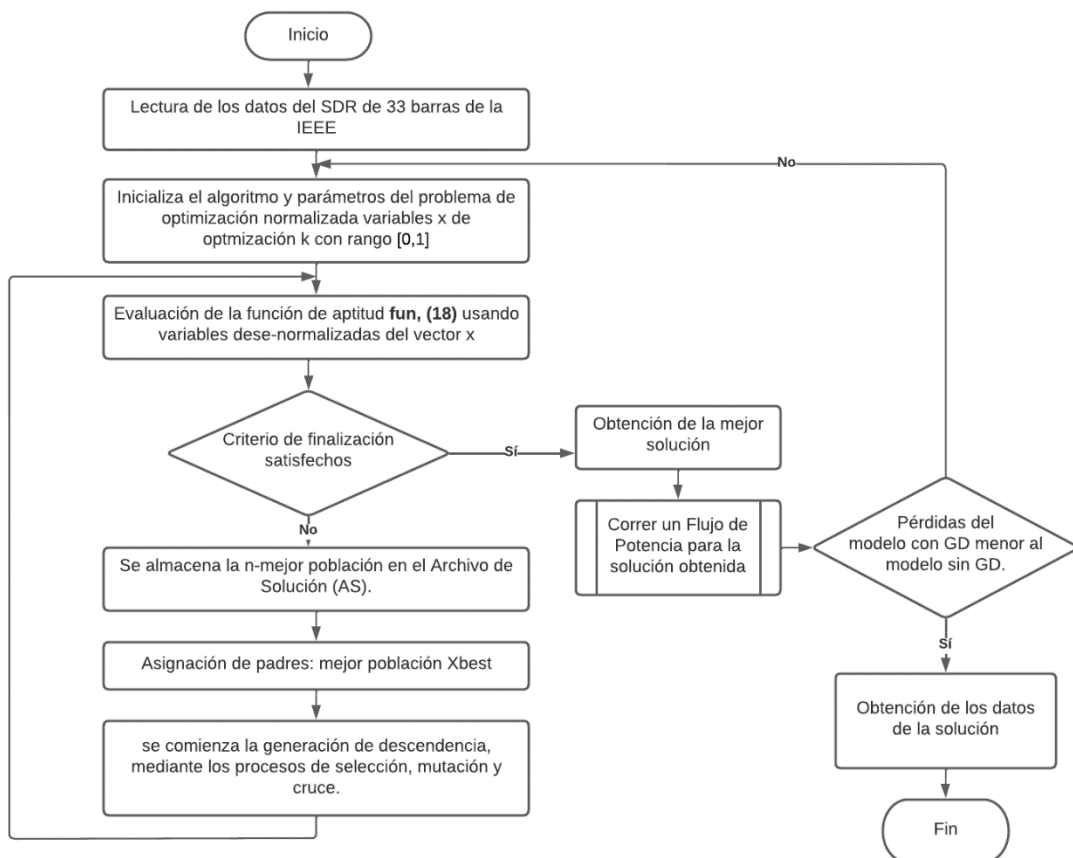 Inicio
Lectura de los datos del SDR de 33 barras de la
IEEE
No
Inicializa el algoritmo y parámetros del problema de
optimización normalizada variables x de
optmización k con rango [0,1]
Evaluación de la función de aptitud fun, (18) usando
variables dese-normalizadas del vector x
Criterio de finalización
satisfechos
Sí
No
Obtención de la mejor
solución
Correr un Flujo de
Potencia para la
solución obtenida
Pérdidas del
modelo con GD menor al
modelo sin GD.
Sí
Se almacena la n-mejor población en el Archivo de
Solución (AS).
Asignación de padres: mejor población Xbest
se comienza la generación de descendencia,
mediante los procesos de selección, mutación y
cruce.
Obtención de los datos
de la solución
Fin